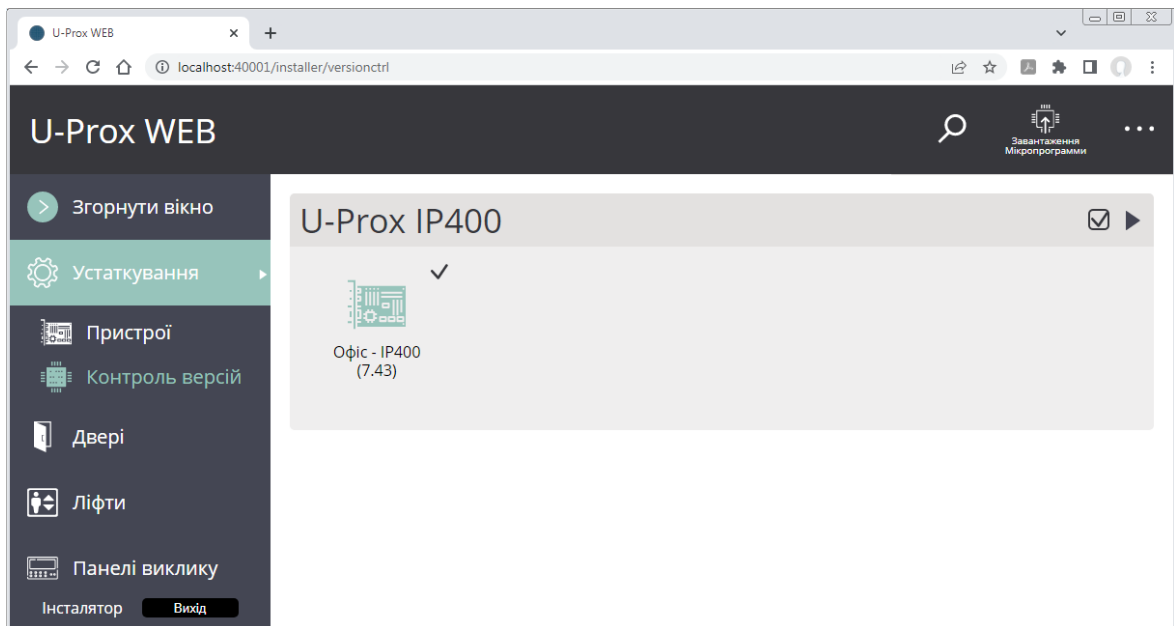 U-Prox WEB
localhost:40001/installer/versionctrl
U-Prox WEB
Завантаження
Мікропрограмми
Згорнути вікно
Устаткування
Пристрої
Контроль версій
Двері
Ліфти
Панелі виклику
Інсталятор
Вихід
U-Prox IP400
Офіс - IP400
(7.43)